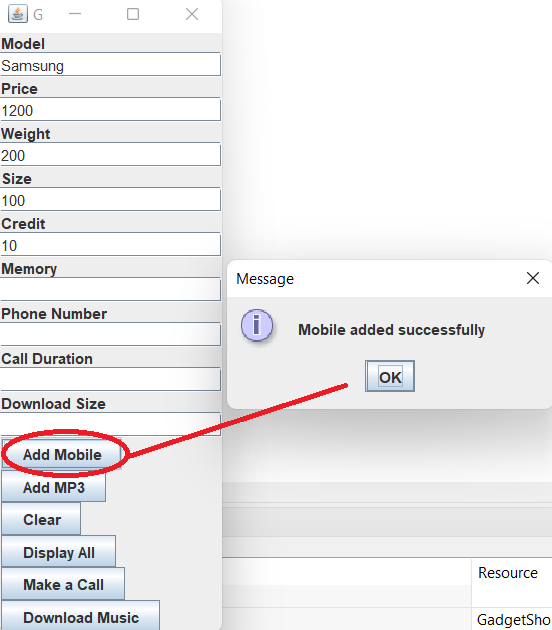 G
Model
Samsung
Price
1200
Weight
200
Size
100
Credit
10
Memory
Message
Phone Number
Mobile added successfully
Call Duration
OK
Download Size
Add Mobile
Add MP3
Clear
Display All
Make a Call
Download Music
Resource
GadgetSho